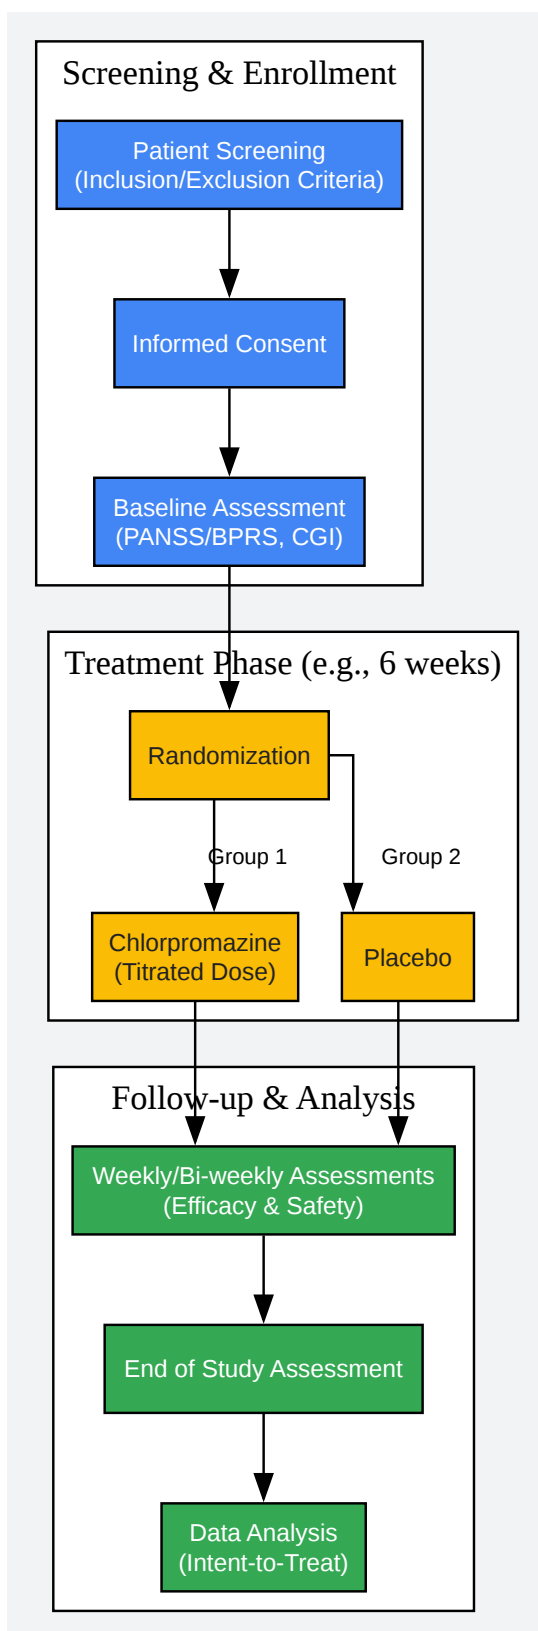 Screening & Enrollment
Patient Screening
(Inclusion/Exclusion Criteria)
Informed Consent
Baseline Assessment
(PANSS/BPRS, CGI)
Treatment Phase (e.g., 6 weeks)
Randomization
Group 1
Group 2
Chlorpromazine
(Titrated Dose)
Placebo
Follow-up & Analysis
Weekly/Bi-weekly Assessments
(Efficacy & Safety)
End of Study Assessment
Data Analysis
(Intent-to-Treat)